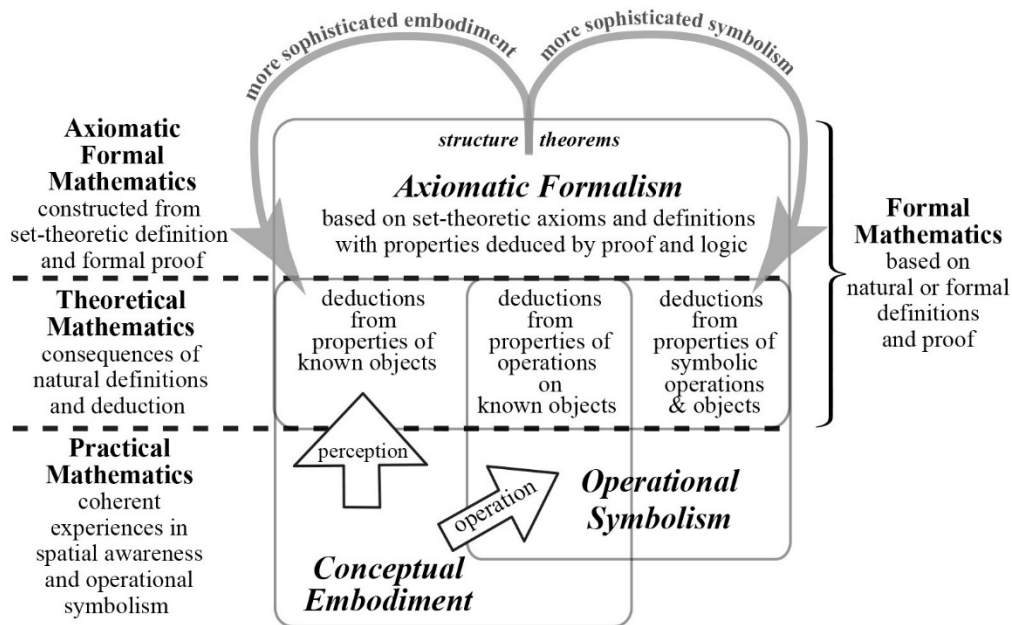 more sophisticated embodiment
more sophisticated symbolism
Axiomatic
Formal
Mathematics
constructed from
set-theoretic definition
and formal proof
structure theorems
Axiomatic Formalism
based on set-theoretic axioms and definitions
with properties deduced by proof and logic
Formal
Mathematics
based on
natural or formal
definitions
and proof
Theoretical
Mathematics
consequences of
natural definitions
and deduction
deductions
from
properties of
known objects
deductions
from
properties of
operations
on
known objects
deductions
from
properties of
symbolic
operations
& objects
Practical
Mathematics
coherent
experiences in
spatial awareness
and operational
symbolism
perception
operation
Operational
Symbolism
Conceptual
Embodiment